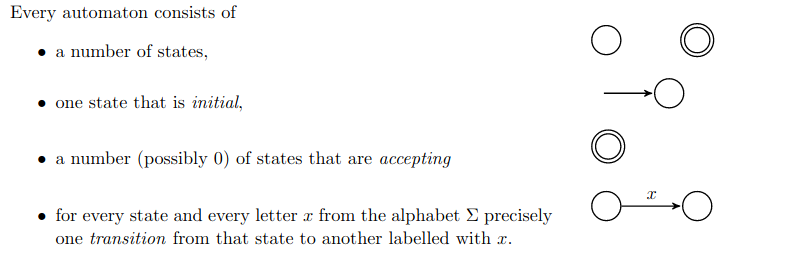 Every automaton consists of
• a number of states,
• one state that is initial,
• a number (possibly 0) of states that are accepting
x
• for every state and every letter x from the alphabet Σ precisely
one transition from that state to another labelled with x.